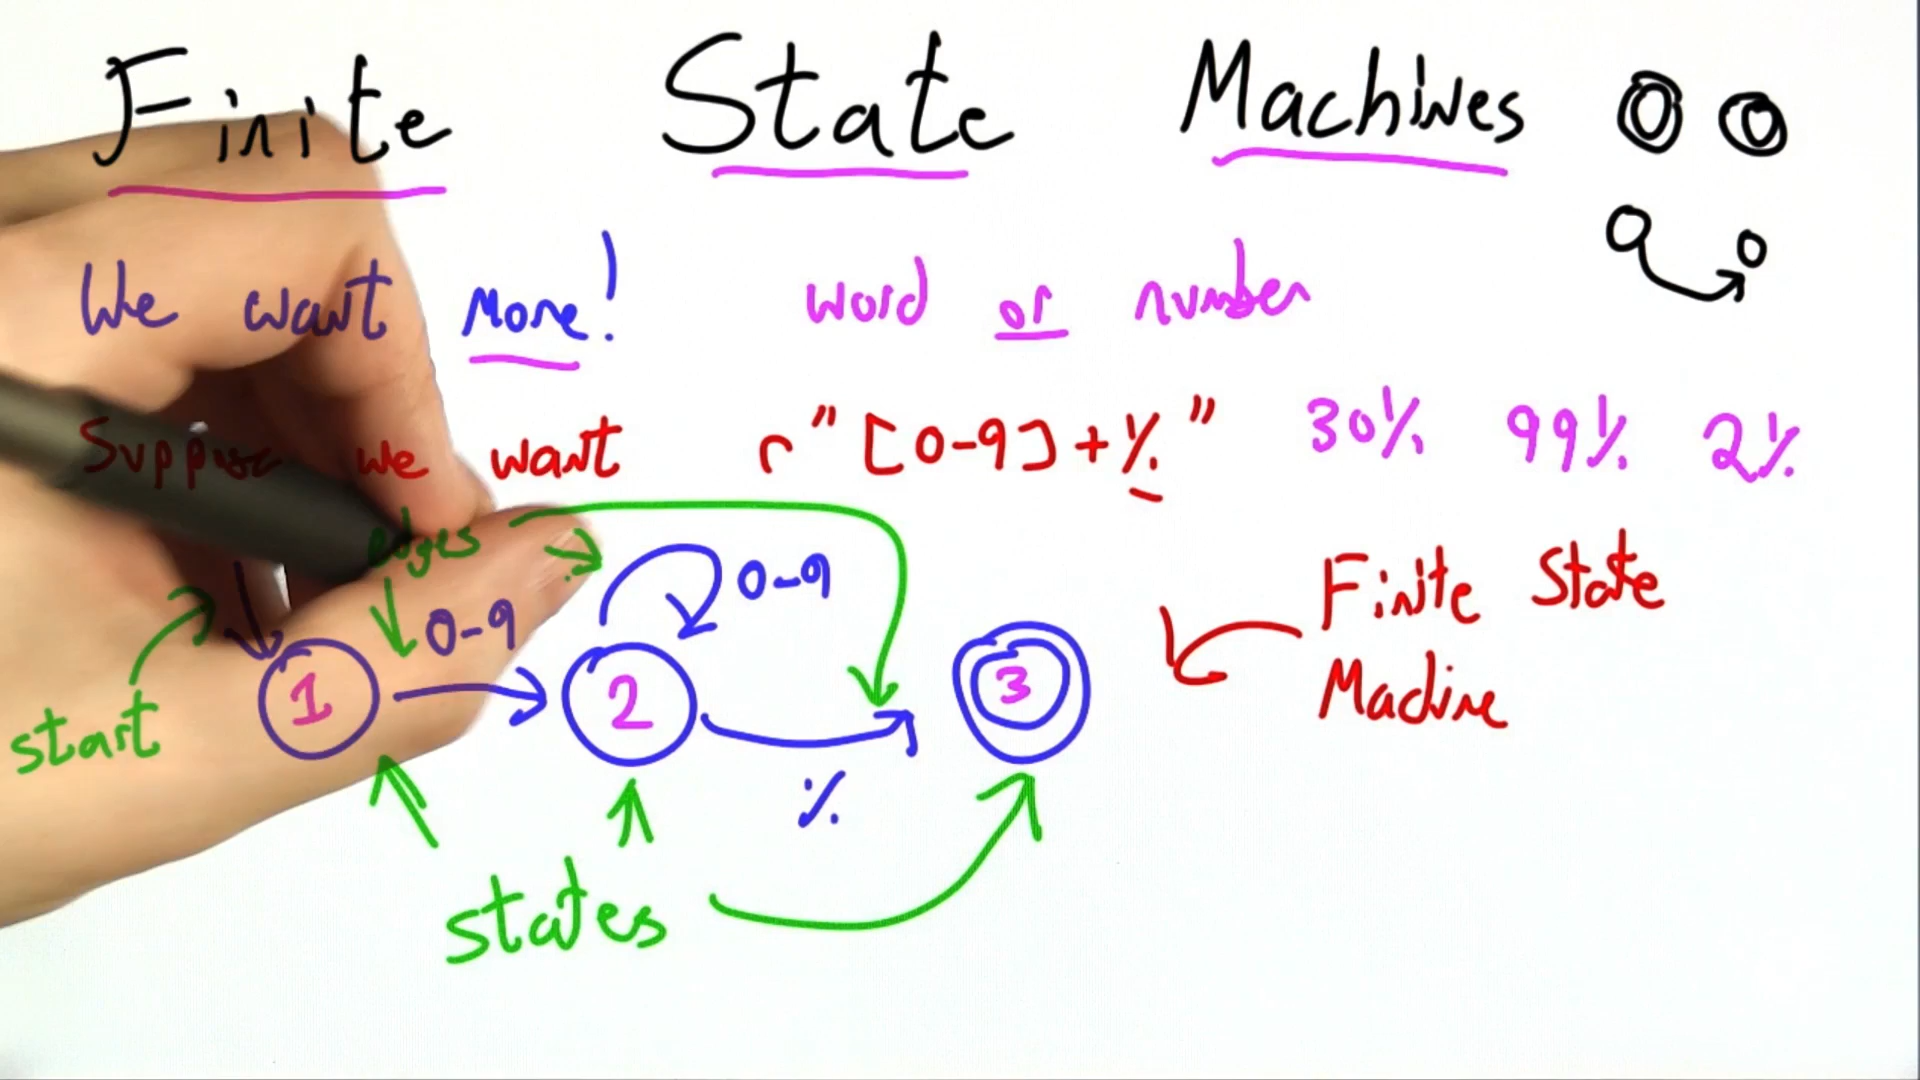 Finite State Machines
We want More! word or number
Suppose we want r"[0-9]+%" 30% 99% 2%
edges
0-9
0-9
Finite State
Machine
start
1 2 3
%
states